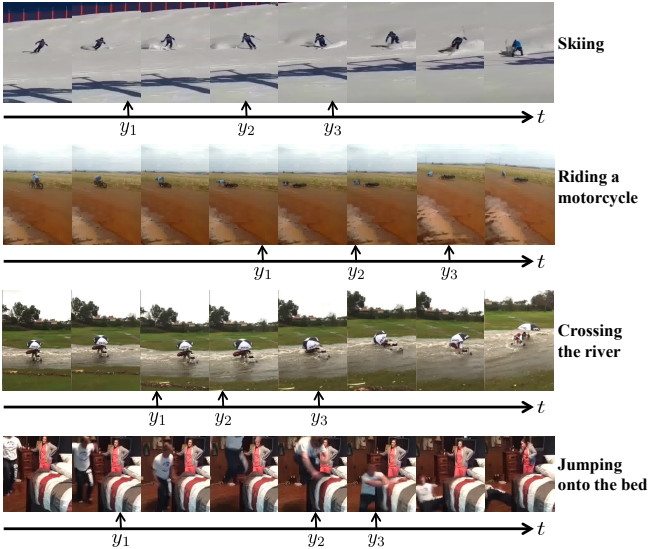 Skiing
t
y1 y2 y3
Riding a
motorcycle
t
y1 y2 y3
Crossing
the river
t
y1 y2 y3
Jumping
onto the bed
t
y1 y2 y3